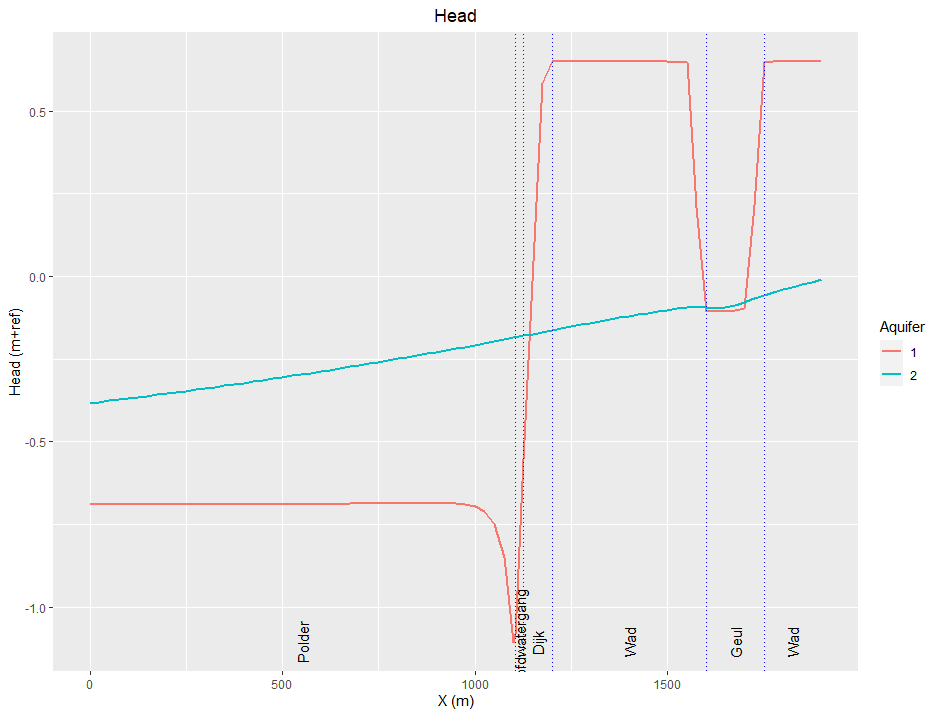 Head
Head (m+ref)
0.5
0.0
-0.5
-1.0
Polder
ofdwatergang
Dijk
Wad
Geul
Wad
0
500
1000
1500
X (m)
Aquifer
1
2